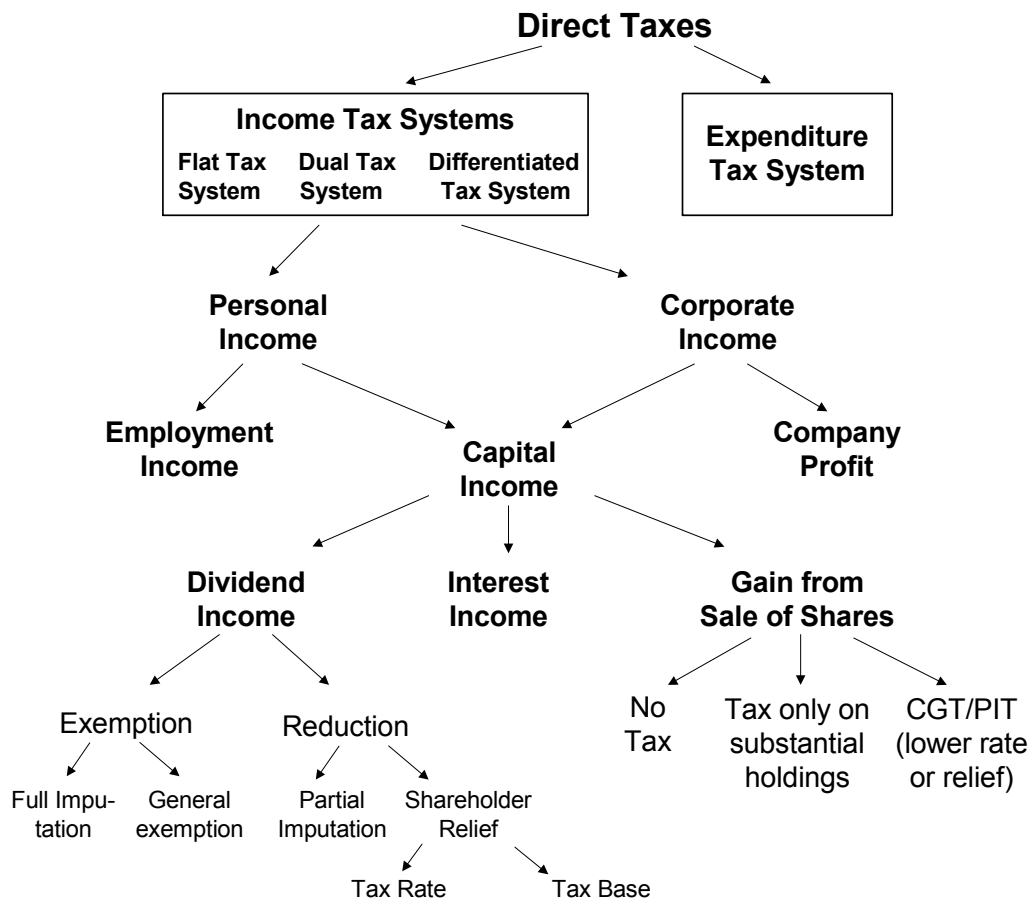 Direct Taxes
Income Tax Systems
Flat Tax
System
Dual Tax
System
Differentiated
Tax System
Expenditure
Tax System
Personal
Income
Corporate
Income
Employment
Income
Capital
Income
Company
Profit
Dividend
Income
Interest
Income
Gain from
Sale of Shares
Exemption
Reduction
No
Tax
Tax only on
substantial
holdings
CGT/PIT
(lower rate
or relief)
Full Impu-
tation
General
exemption
Partial
Imputation
Shareholder
Relief
Tax Rate
Tax Base